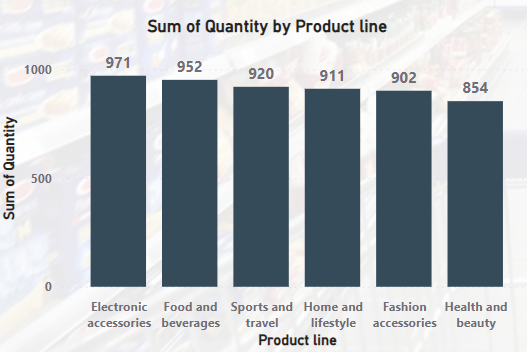 Sum of Quantity by Product line
Sum of Quantity
1000
500
0
971
952
920
911
902
854
Electronic accessories
Food and beverages
Sports and travel
Home and lifestyle
Fashion accessories
Health and beauty
Product line